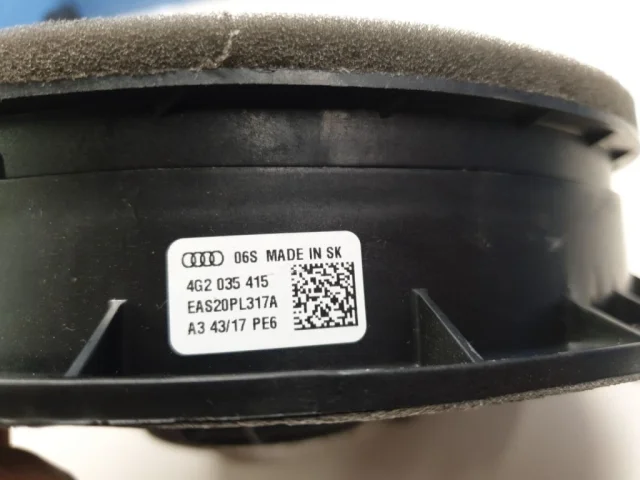 06S MADE IN SK
4G2 035 415
EAS20PL317A
A3 43/17 PE6